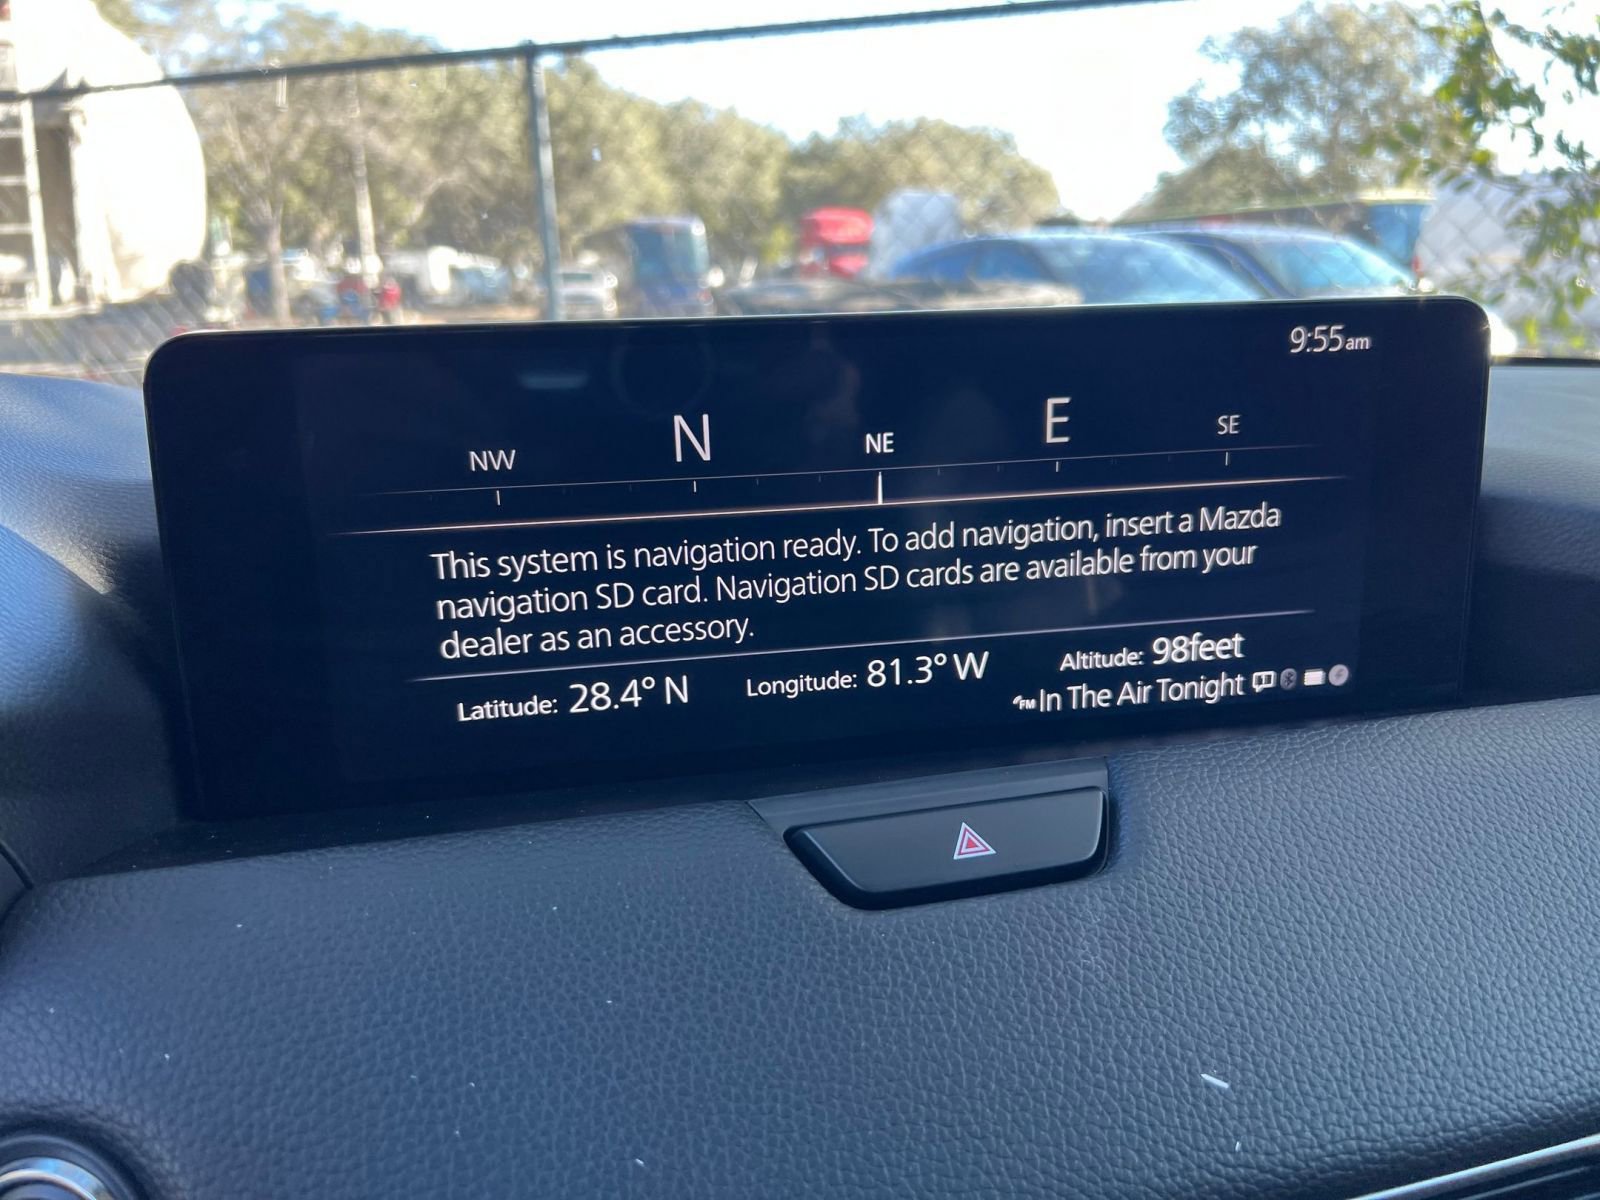 9:55am
NW N NE E SE
This system is navigation ready. To add navigation, insert a Mazda
navigation SD card. Navigation SD cards are available from your
dealer as an accessory.
Latitude: 28.4° N Longitude: 81.3° W Altitude: 98feet
FM In The Air Tonight 1